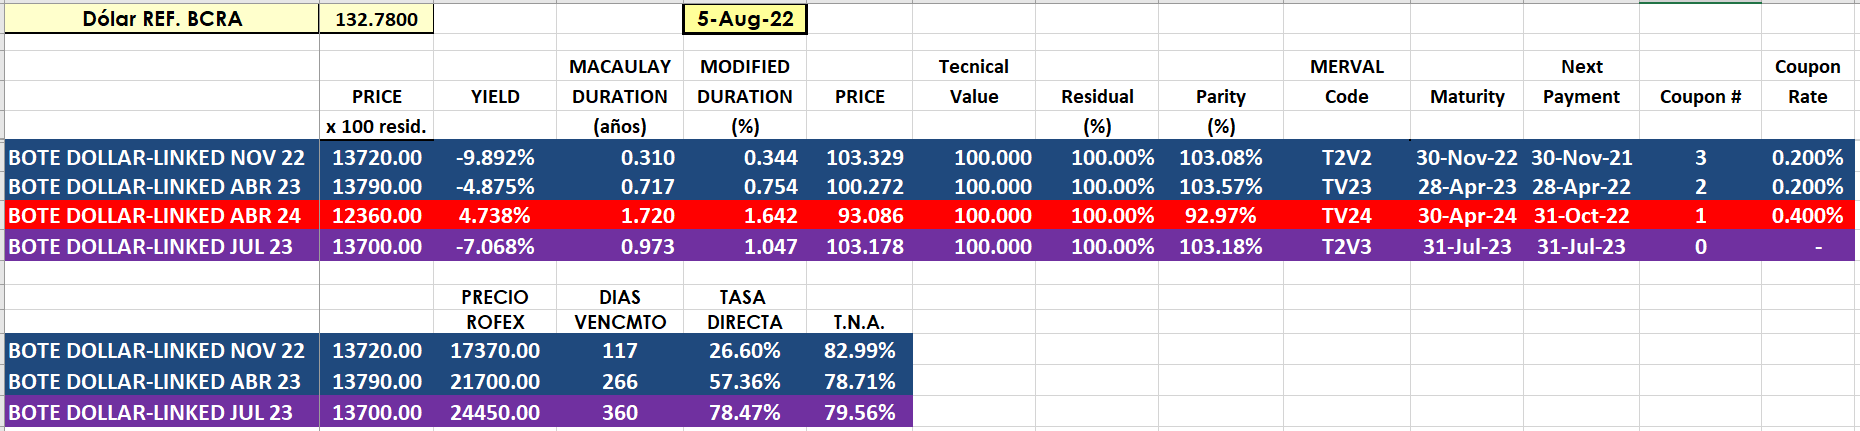 Dólar REF. BCRA 132.7800 5-Aug-22
MACAULAY MODIFIED Tecnical MERVAL Next Coupon
PRICE YIELD DURATION DURATION PRICE Value Residual Parity Code Maturity Payment Coupon # Rate
x 100 resid. (años) (%) (%) (%)
BOTE DOLLAR-LINKED NOV 22 13720.00 -9.892% 0.310 0.344 103.329 100.000 100.00% 103.08% T2V2 30-Nov-22 30-Nov-21 3 0.200%
BOTE DOLLAR-LINKED ABR 23 13790.00 -4.875% 0.717 0.754 100.272 100.000 100.00% 103.57% TV23 28-Apr-23 28-Apr-22 2 0.200%
BOTE DOLLAR-LINKED ABR 24 12360.00 4.738% 1.720 1.642 93.086 100.000 100.00% 92.97% TV24 30-Apr-24 31-Oct-22 1 0.400%
BOTE DOLLAR-LINKED JUL 23 13700.00 -7.068% 0.973 1.047 103.178 100.000 100.00% 103.18% T2V3 31-Jul-23 31-Jul-23 0 -
PRECIO DIAS TASA
ROFEX VENCMTO DIRECTA T.N.A.
BOTE DOLLAR-LINKED NOV 22 13720.00 17370.00 117 26.60% 82.99%
BOTE DOLLAR-LINKED ABR 23 13790.00 21700.00 266 57.36% 78.71%
BOTE DOLLAR-LINKED JUL 23 13700.00 24450.00 360 78.47% 79.56%